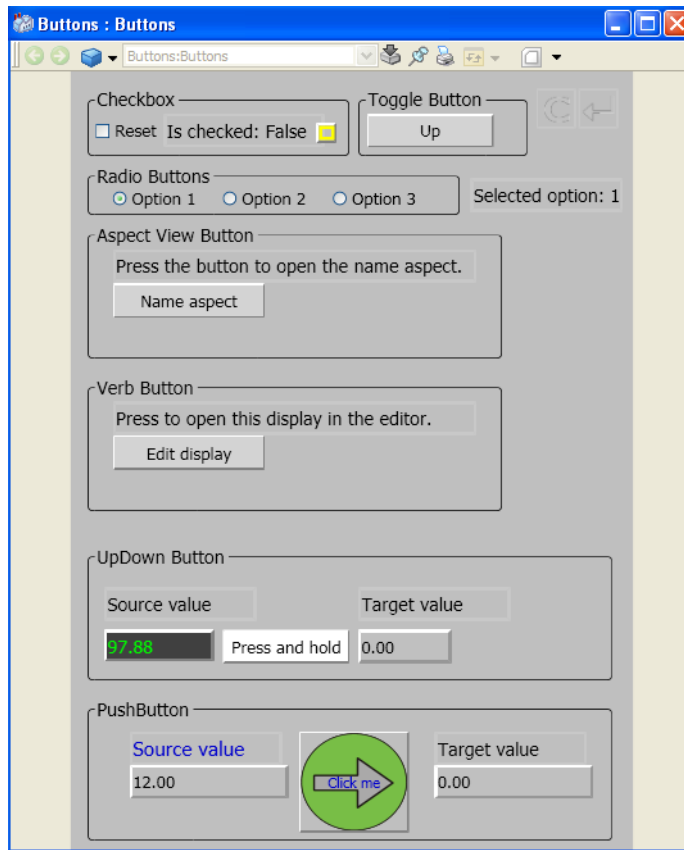 Buttons : Buttons
Buttons:Buttons
Checkbox
Reset Is checked: False
Toggle Button
Up
Radio Buttons
Option 1 Option 2 Option 3
Selected option: 1
Aspect View Button
Press the button to open the name aspect.
Name aspect
Verb Button
Press to open this display in the editor.
Edit display
UpDown Button
Source value Target value
97.88 Press and hold 0.00
PushButton
Source value Target value
12.00 Click me 0.00